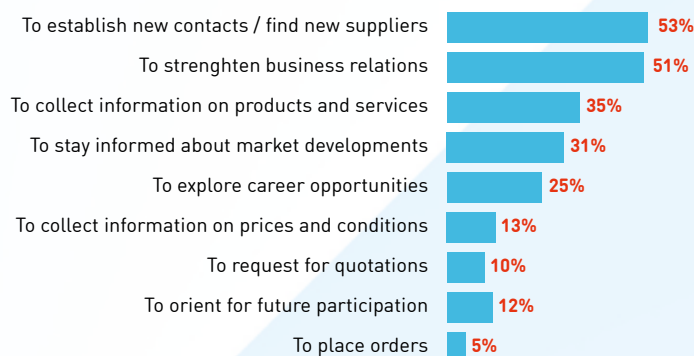 To establish new contacts / find new suppliers 53%
To strenghten business relations 51%
To collect information on products and services 35%
To stay informed about market developments 31%
To explore career opportunities 25%
To collect information on prices and conditions 13%
To request for quotations 10%
To orient for future participation 12%
To place orders 5%